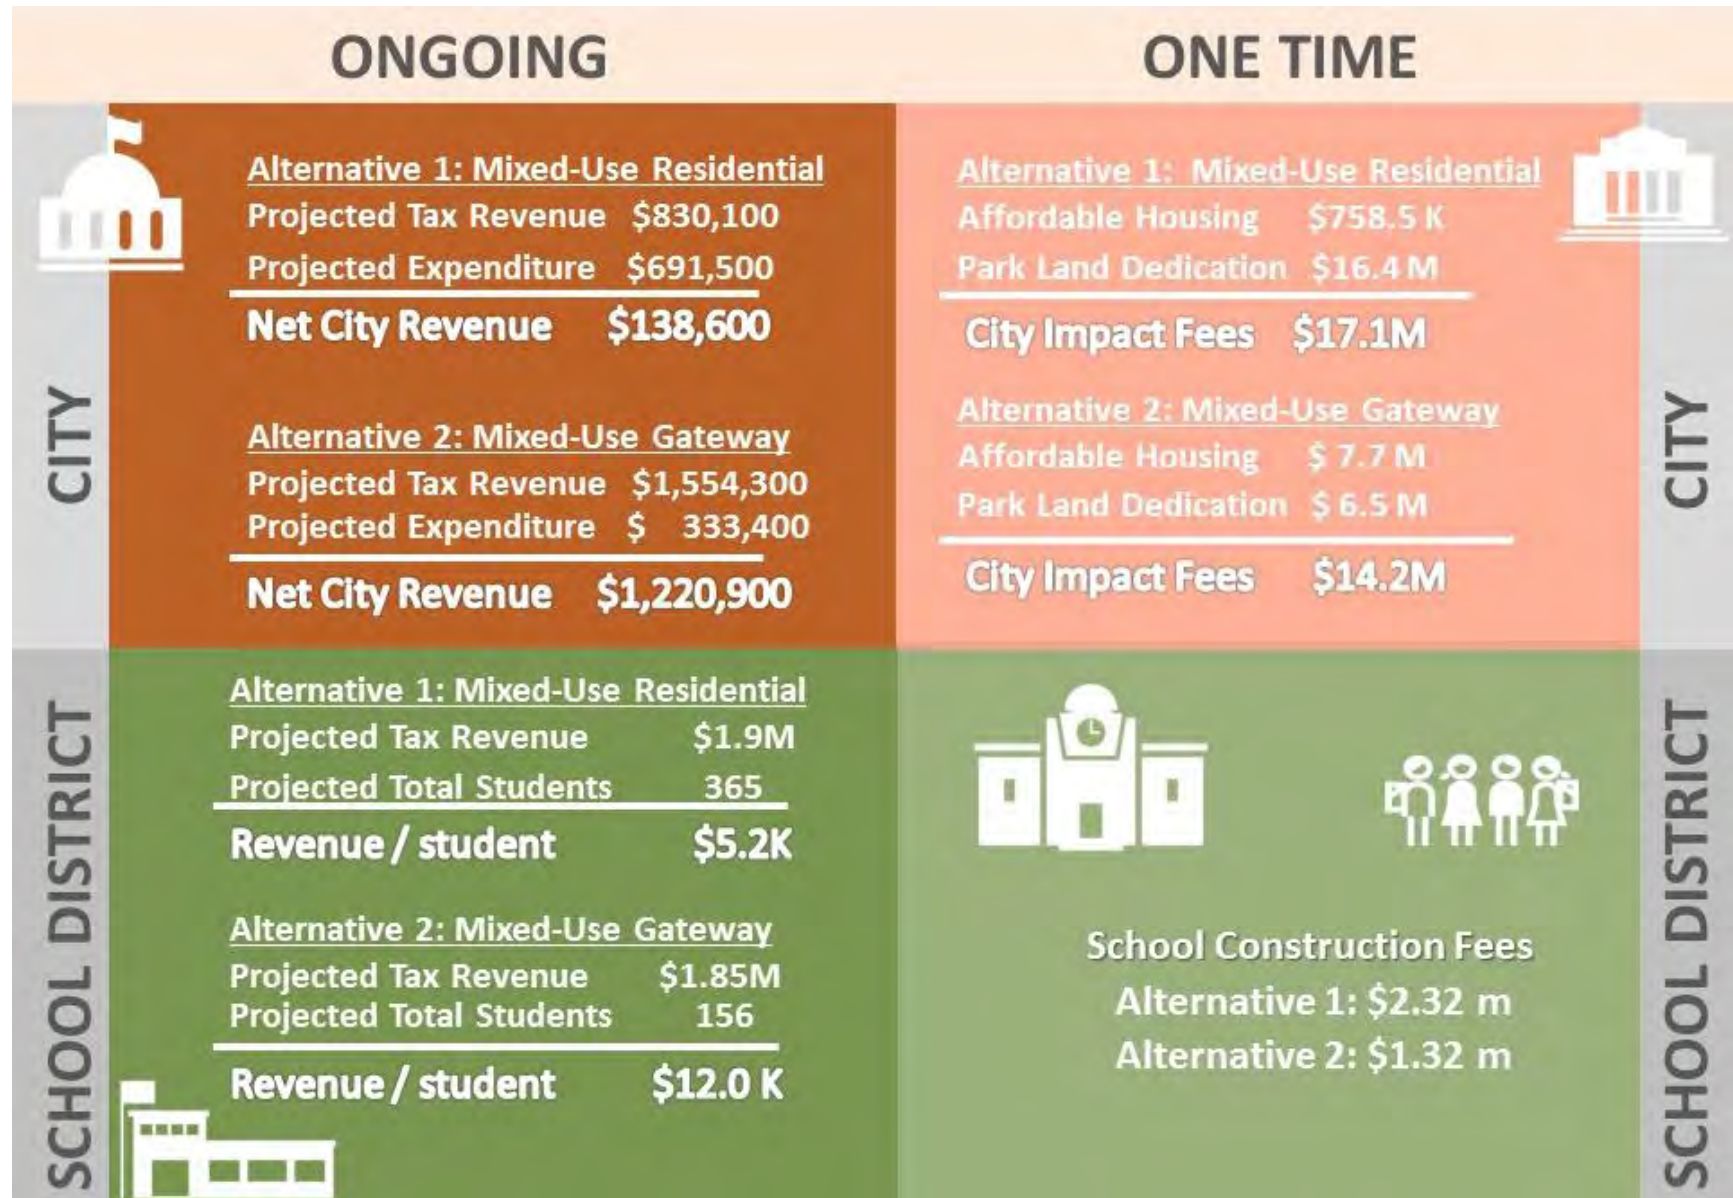 ONGOING
ONE TIME
CITY
Alternative 1: Mixed-Use Residential
Projected Tax Revenue $830,100
Projected Expenditure $691,500
Net City Revenue $138,600
Alternative 2: Mixed-Use Gateway
Projected Tax Revenue $1,554,300
Projected Expenditure $ 333,400
Net City Revenue $1,220,900
Alternative 1: Mixed-Use Residential
Affordable Housing $758.5 K
Park Land Dedication $16.4 M
City Impact Fees $17.1M
Alternative 2: Mixed-Use Gateway
Affordable Housing $ 7.7 M
Park Land Dedication $ 6.5 M
City Impact Fees $14.2M
CITY
SCHOOL DISTRICT
Alternative 1: Mixed-Use Residential
Projected Tax Revenue $1.9M
Projected Total Students 365
Revenue / student $5.2K
Alternative 2: Mixed-Use Gateway
Projected Tax Revenue $1.85M
Projected Total Students 156
Revenue / student $12.0 K
School Construction Fees
Alternative 1: $2.32 m
Alternative 2: $1.32 m
SCHOOL DISTRICT